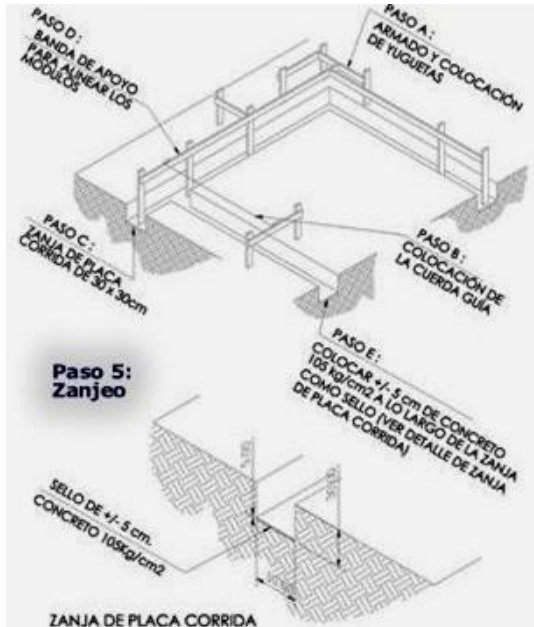 PASO D :
BANDA DE APOYO
PARA ALINEAR LOS
MÓDULOS
PASO A :
ARMADO Y COLOCACIÓN
DE YUGUETAS
PASO C :
ZANJA DE PLACA
CORRIDA DE 30 x 30cm
PASO B :
COLOCACIÓN DE
LA CUERDA GUIA
PASO E :
COLOCAR +/- 5 cm DE CONCRETO
105 kg/cm2 A LO LARGO DE LA ZANJA
COMO SELLO (VER DETALLE DE ZANJA
DE PLACA CORRIDA)
Paso 5:
Zanjeo
SELLO DE +/- 5 cm.
CONCRETO 105Kg/cm2
ZANJA DE PLACA CORRIDA